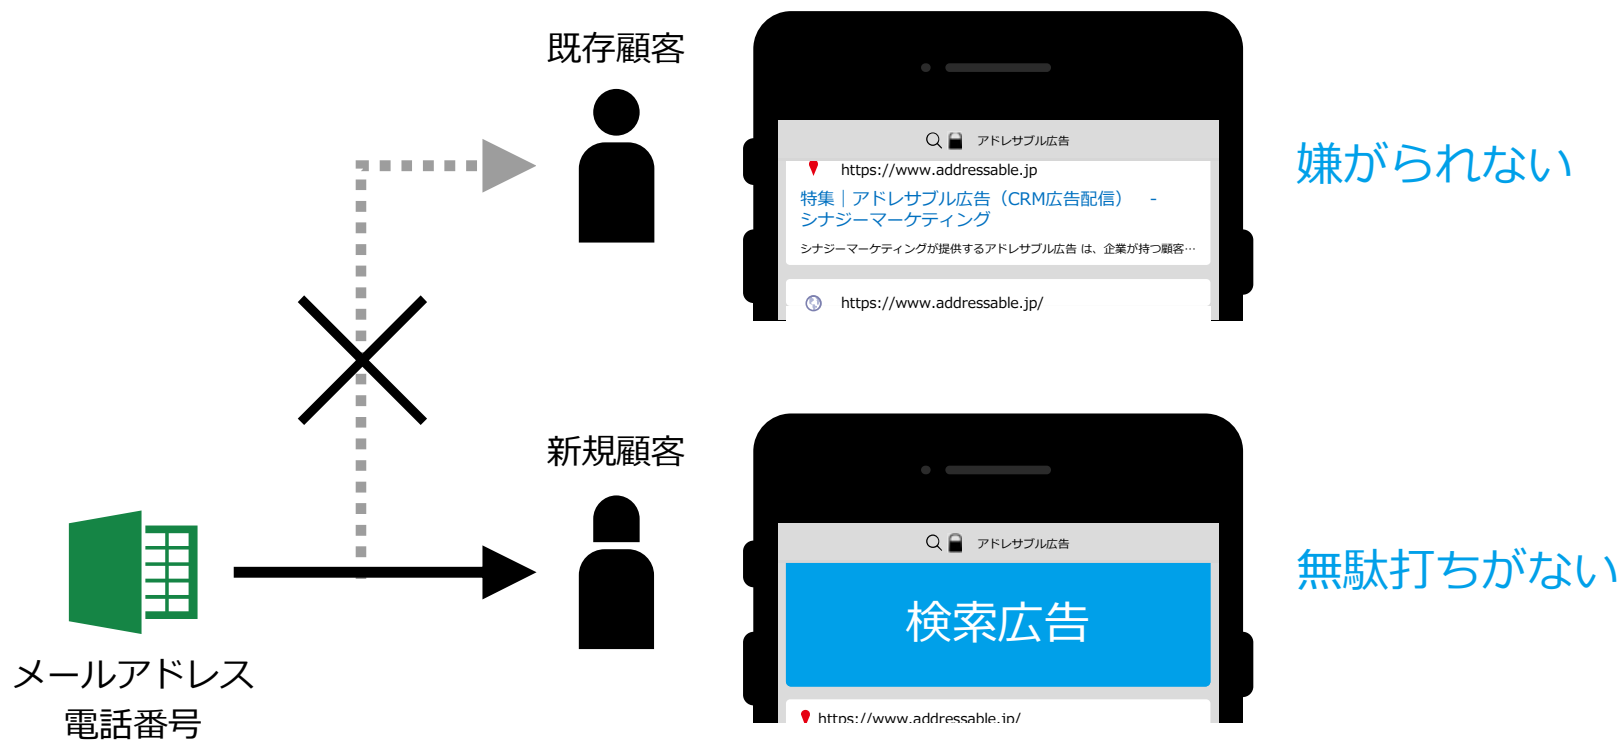 既存顧客
アドレサブル広告
https://www.addressable.jp
特集｜アドレサブル広告（CRM広告配信） -
シナジーマーケティング
シナジーマーケティングが提供するアドレサブル広告 は、企業が持つ顧客…
https://www.addressable.jp/
嫌がられない
新規顧客
アドレサブル広告
検索広告
https://www.addressable.jp/
無駄打ちがない
メールアドレス
電話番号